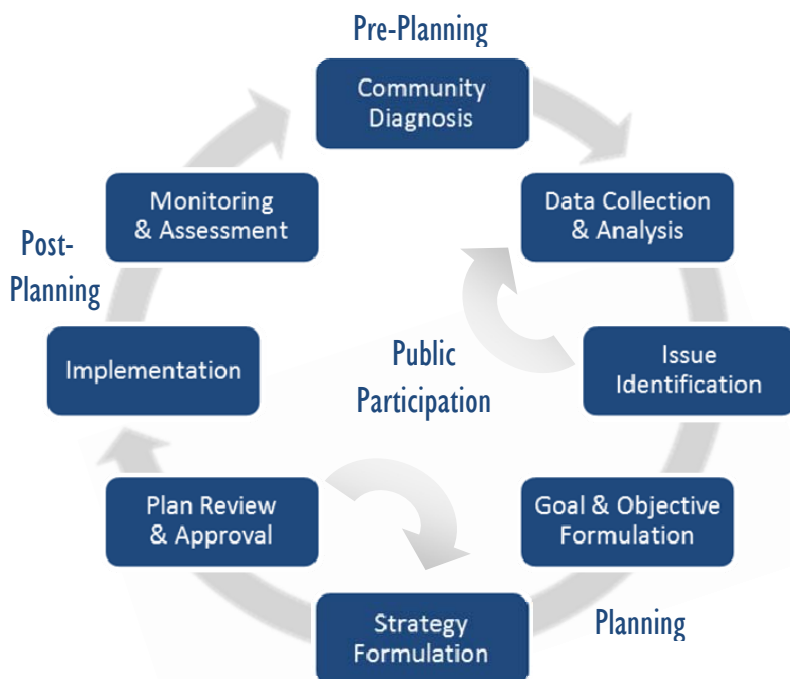 Pre-Planning
Community
Diagnosis
Data Collection
& Analysis
Issue
Identification
Goal & Objective
Formulation
Planning
Strategy
Formulation
Plan Review
& Approval
Implementation
Post-
Planning
Monitoring
& Assessment
Public
Participation